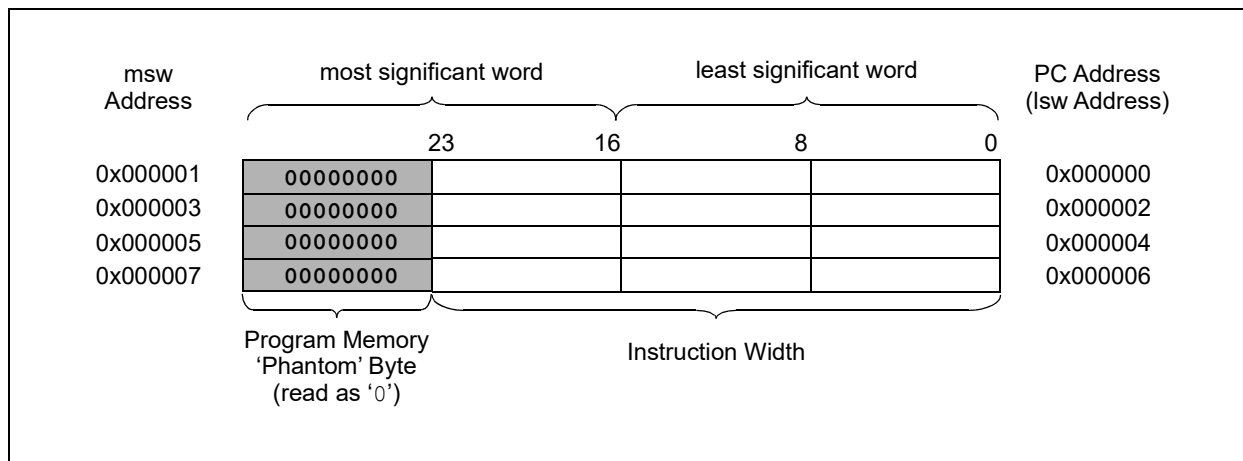 msw
Address
most significant word
least significant word
PC Address
(lsw Address)
23 16 8 0
0x000001 00000000 0x000000
0x000003 00000000 0x000002
0x000005 00000000 0x000004
0x000007 00000000 0x000006
Program Memory
‘Phantom’ Byte
(read as ‘0’)
Instruction Width